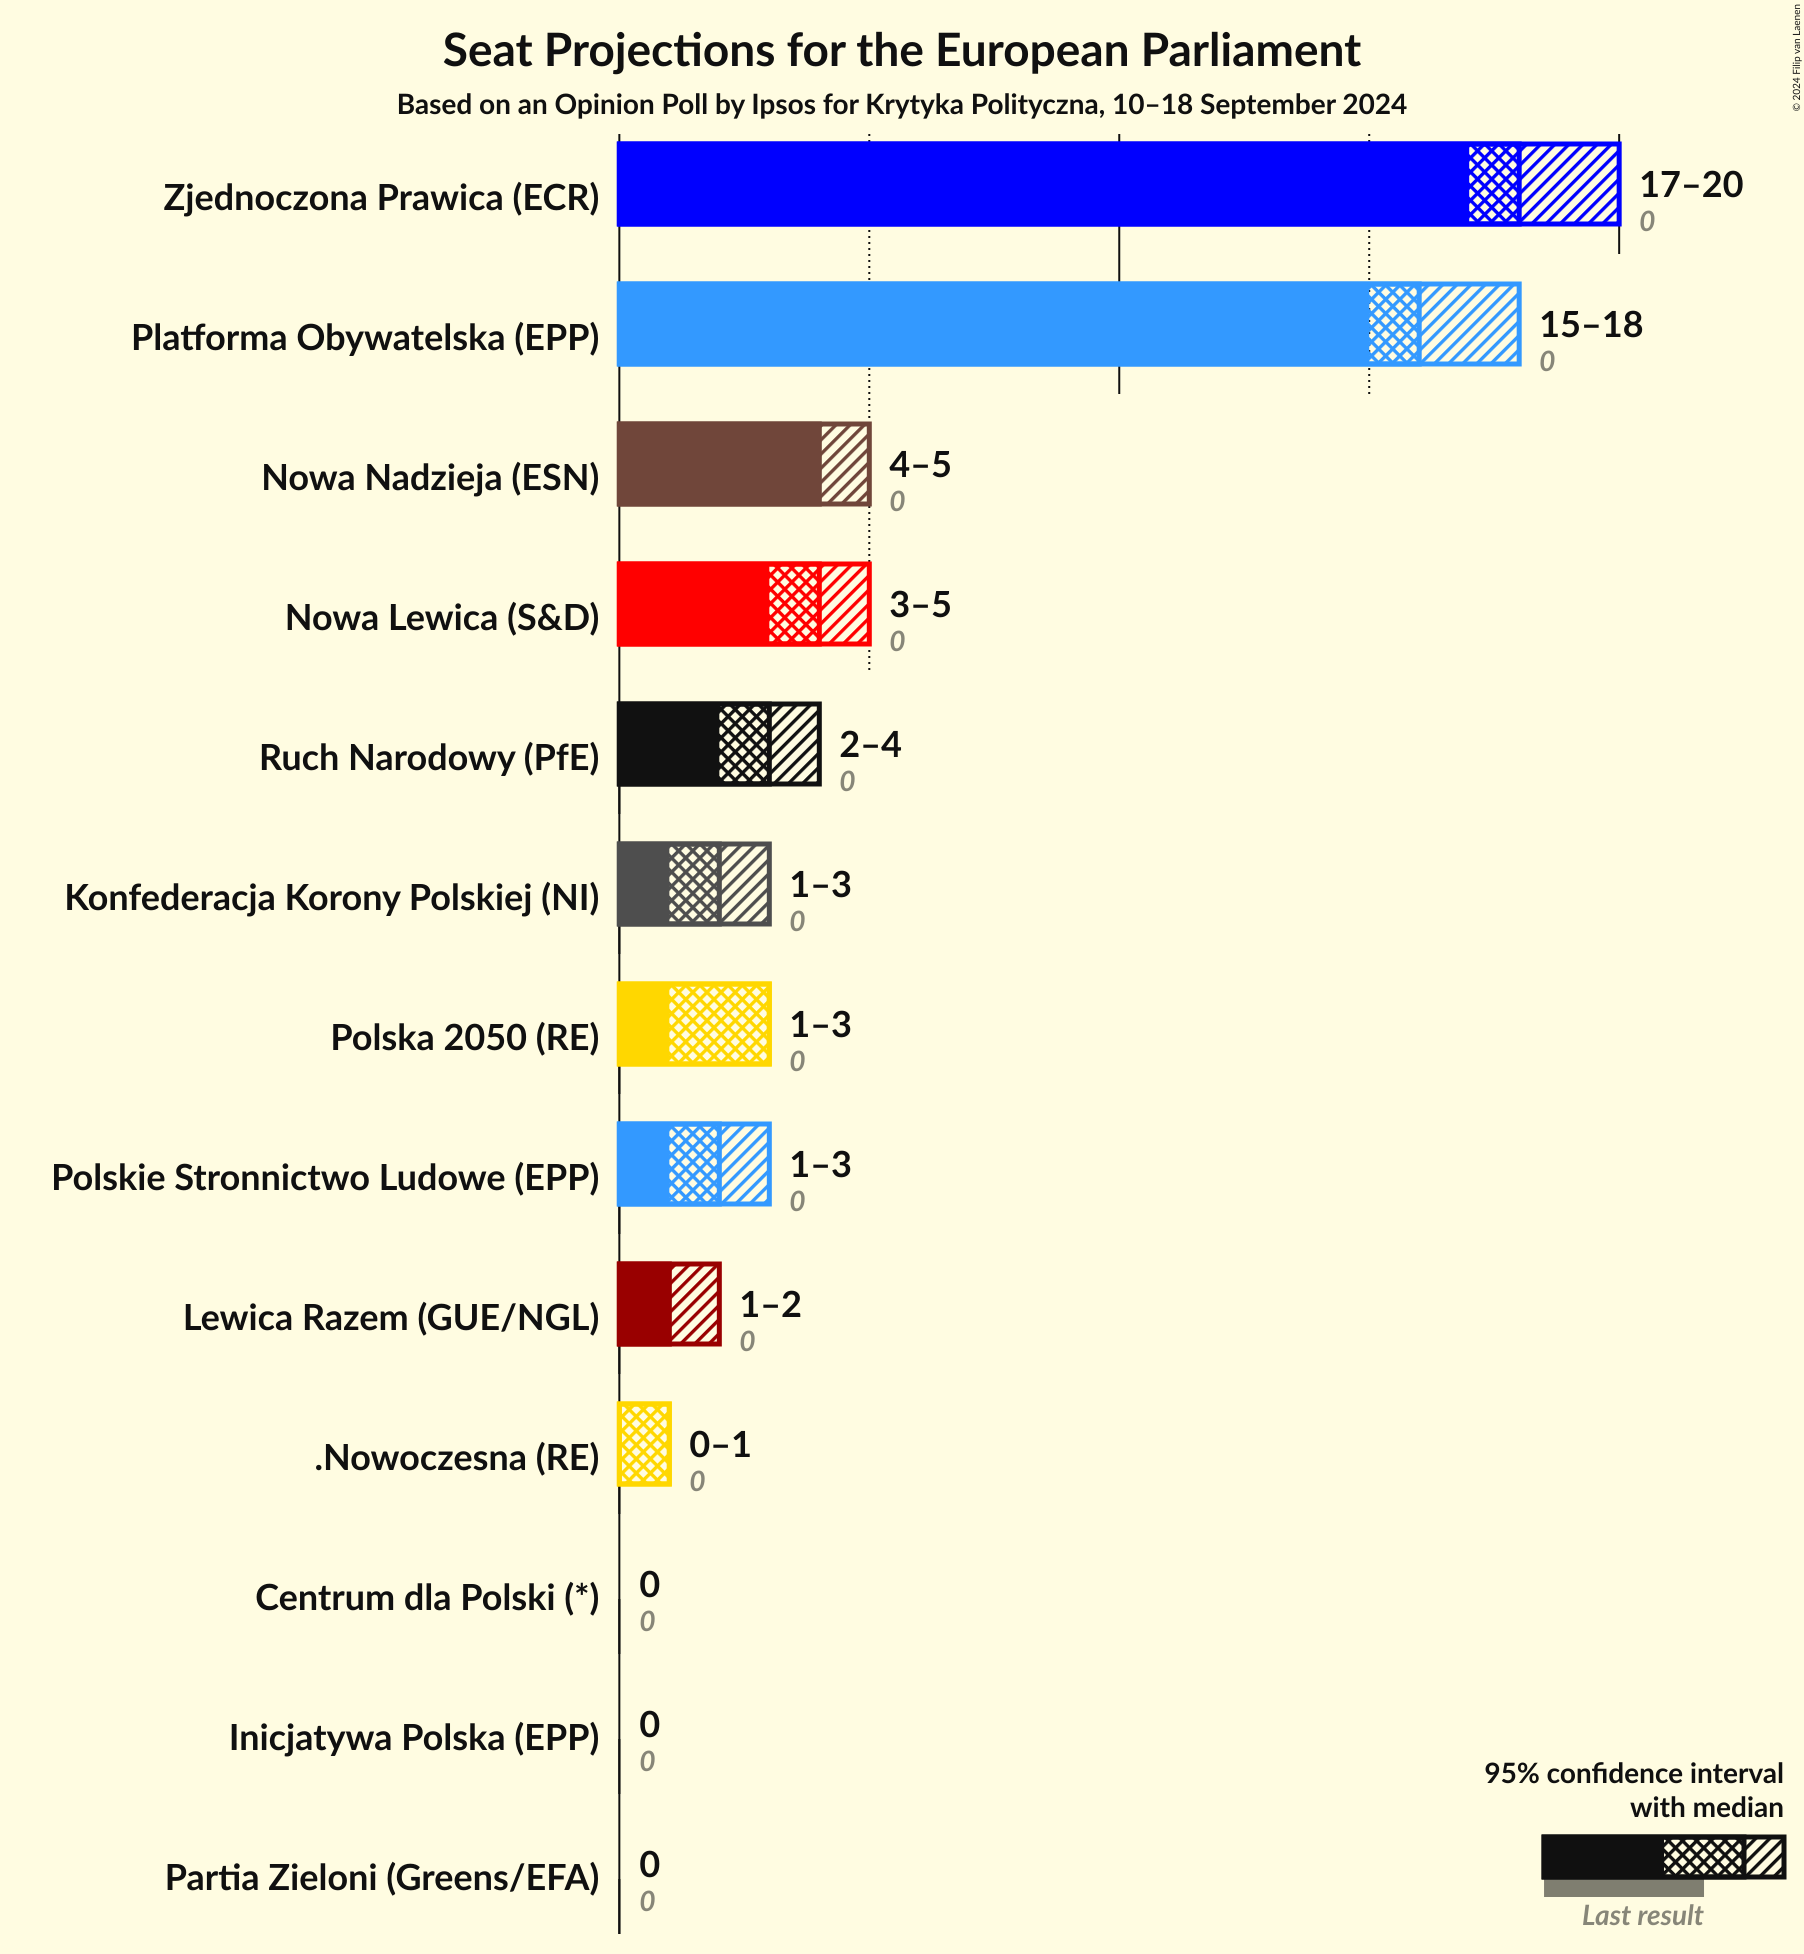 Seat Projections for the European Parliament
Based on an Opinion Poll by Ipsos for Krytyka Polityczna, 10–18 September 2024
© 2024 Filip van Laenen
Zjednoczona Prawica (ECR)
17–20
0
Platforma Obywatelska (EPP)
15–18
0
Nowa Nadzieja (ESN)
4–5
0
Nowa Lewica (S&D)
3–5
0
Ruch Narodowy (PfE)
2–4
0
Konfederacja Korony Polskiej (NI)
1–3
0
Polska 2050 (RE)
1–3
0
Polskie Stronnictwo Ludowe (EPP)
1–3
0
Lewica Razem (GUE/NGL)
1–2
0
.Nowoczesna (RE)
0–1
0
Centrum dla Polski (*)
0
0
Inicjatywa Polska (EPP)
0
0
Partia Zieloni (Greens/EFA)
0
0
95% confidence interval
with median
Last result